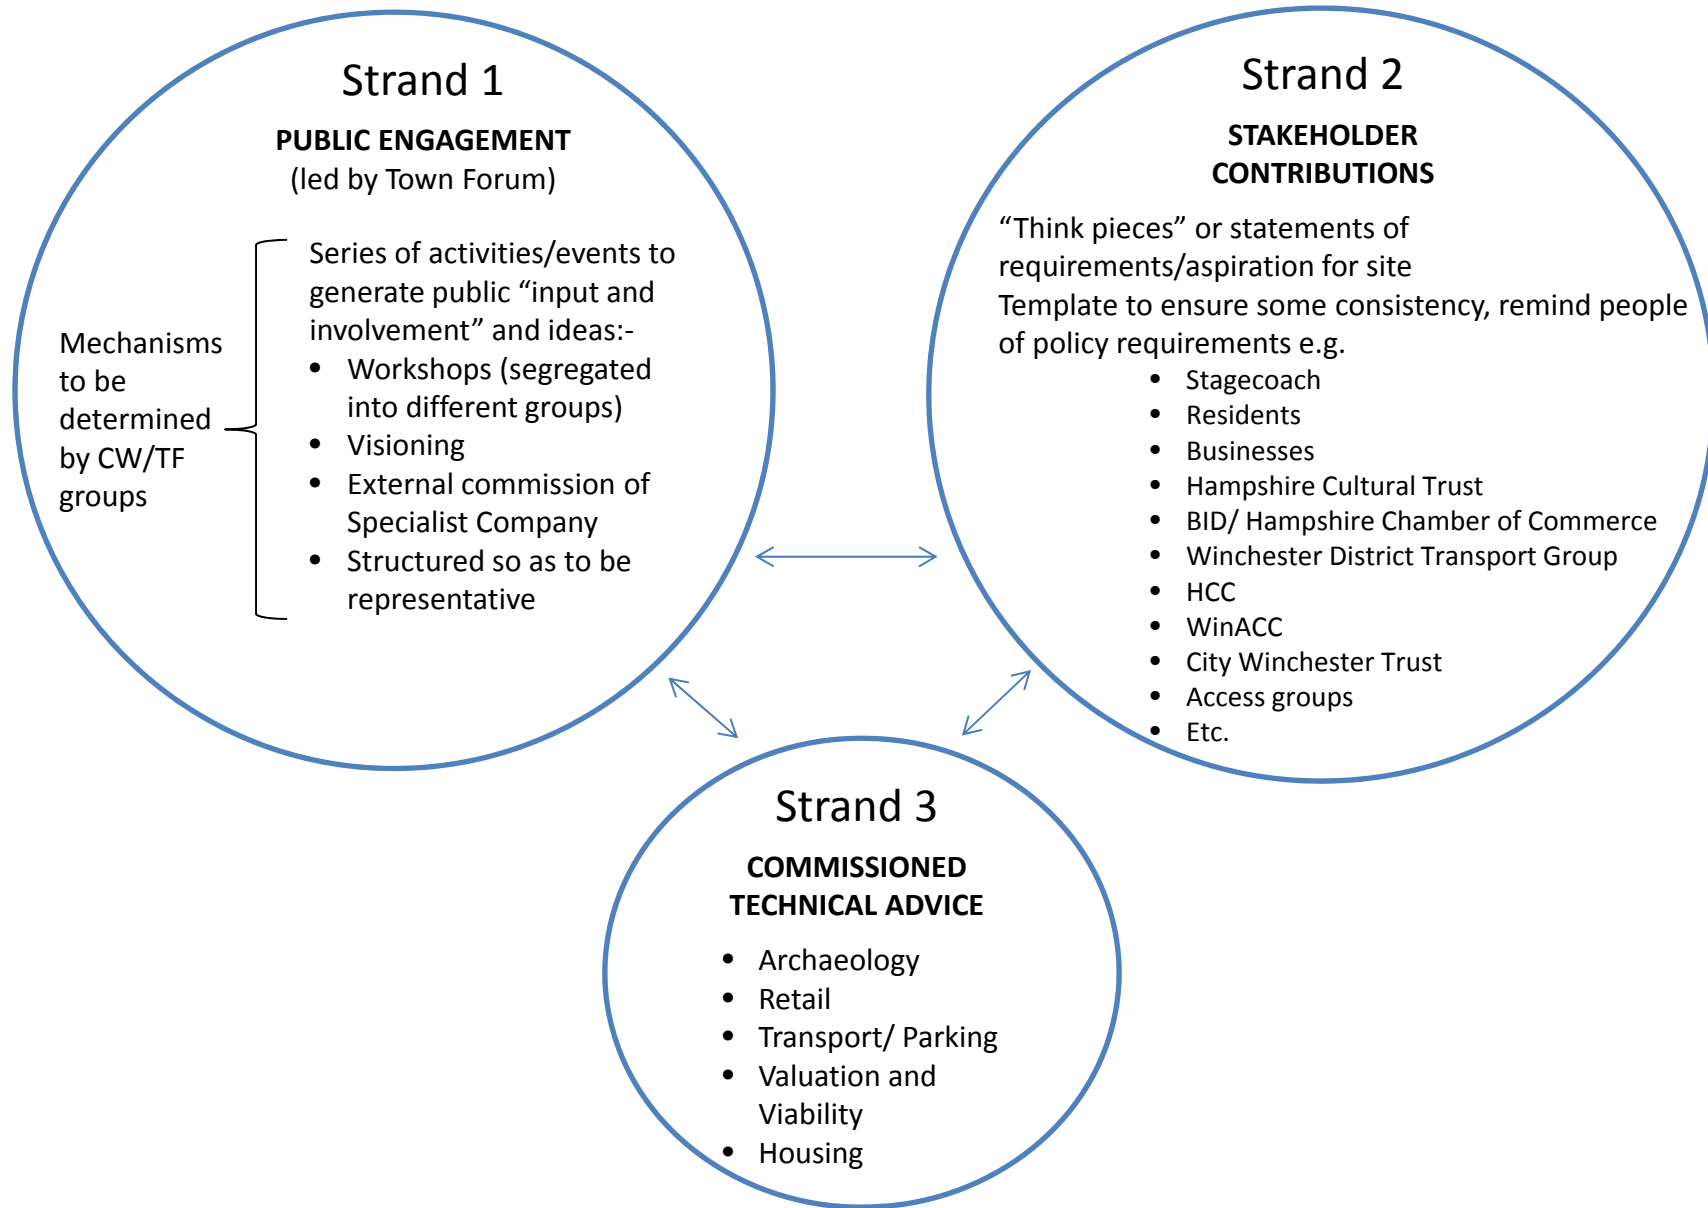 Strand 1
PUBLIC ENGAGEMENT
(led by Town Forum)
Mechanisms
to be
determined
by CW/TF
groups
Series of activities/events to
generate public “input and
involvement” and ideas:-
• Workshops (segregated
into different groups)
• Visioning
• External commission of
Specialist Company
• Structured so as to be
representative
Strand 2
STAKEHOLDER
CONTRIBUTIONS
“Think pieces” or statements of
requirements/aspiration for site
Template to ensure some consistency, remind people
of policy requirements e.g.
• Stagecoach
• Residents
• Businesses
• Hampshire Cultural Trust
• BID/ Hampshire Chamber of Commerce
• Winchester District Transport Group
• HCC
• WinACC
• City Winchester Trust
• Access groups
• Etc.
Strand 3
COMMISSIONED
TECHNICAL ADVICE
• Archaeology
• Retail
• Transport/ Parking
• Valuation and
Viability
• Housing